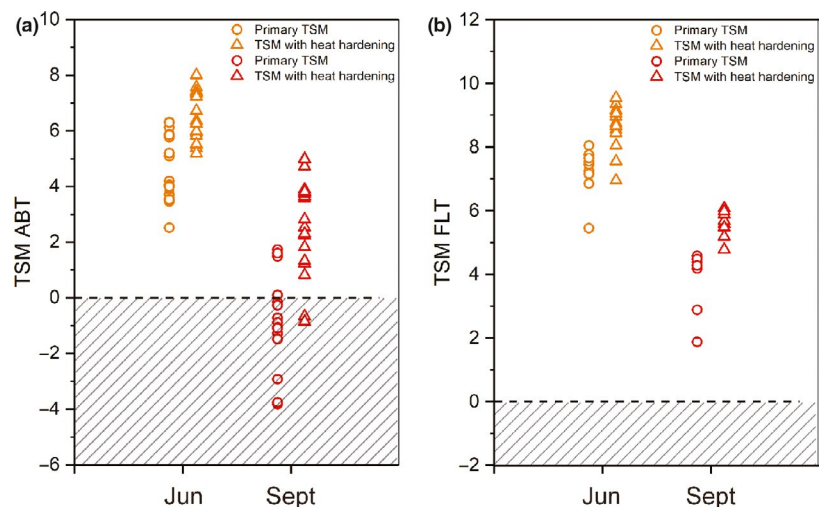 (a)
Primary TSM
TSM with heat hardening
Primary TSM
TSM with heat hardening
10
8
6
4
2
0
−2
−4
−6
TSM ABT
Jun Sept
(b)
Primary TSM
TSM with heat hardening
Primary TSM
TSM with heat hardening
12
10
8
6
4
2
0
−2
TSM FLT
Jun Sept